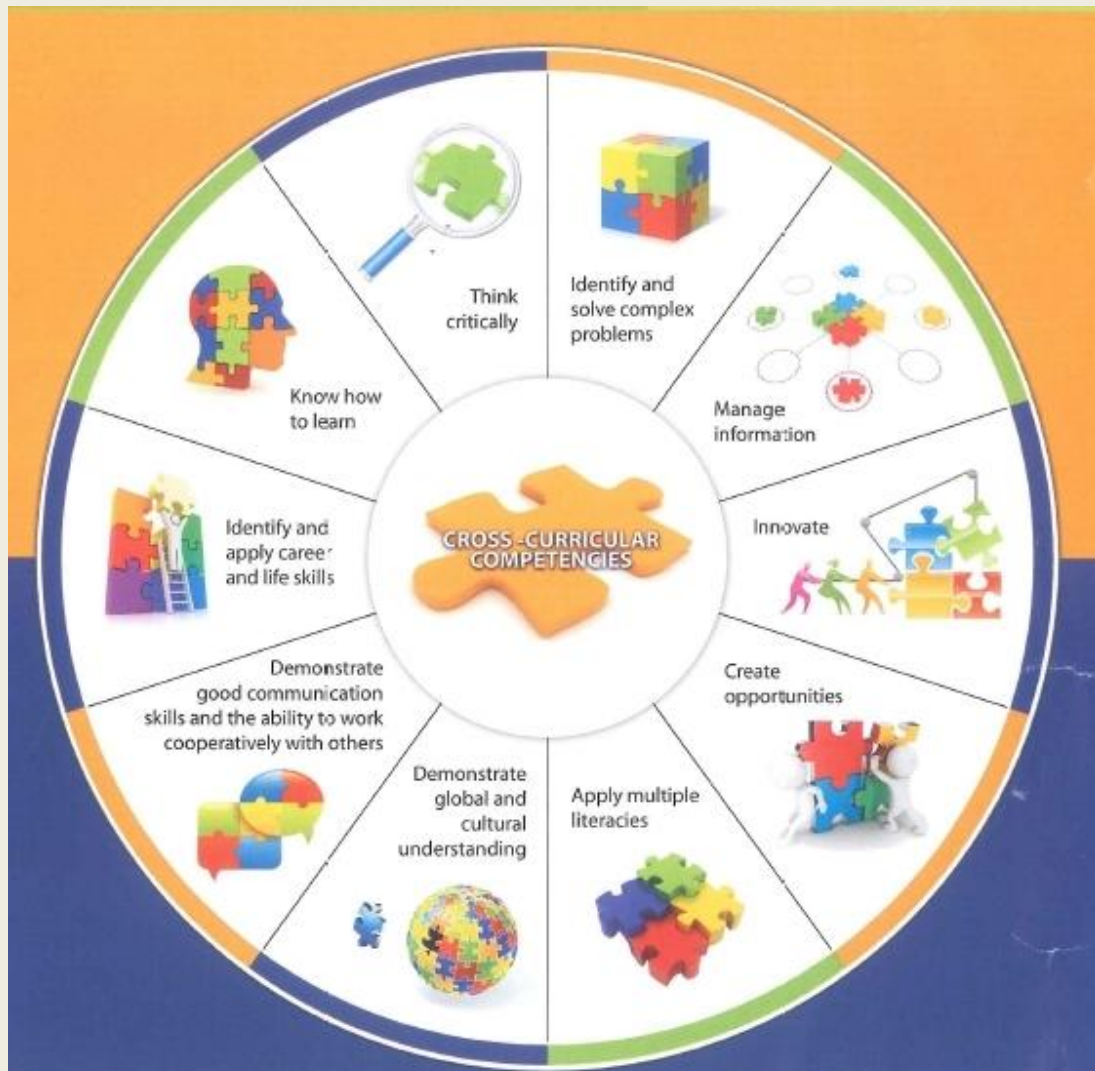 Think
critically
Identify and
solve complex
problems
Manage
information
Innovate
Create
opportunities
Apply multiple
literacies
Demonstrate
global and
cultural
understanding
Demonstrate
good communication
skills and the ability to work
cooperatively with others
Identify and
apply career
and life skills
Know how
to learn
CROSS -CURRICULAR
COMPETENCIES